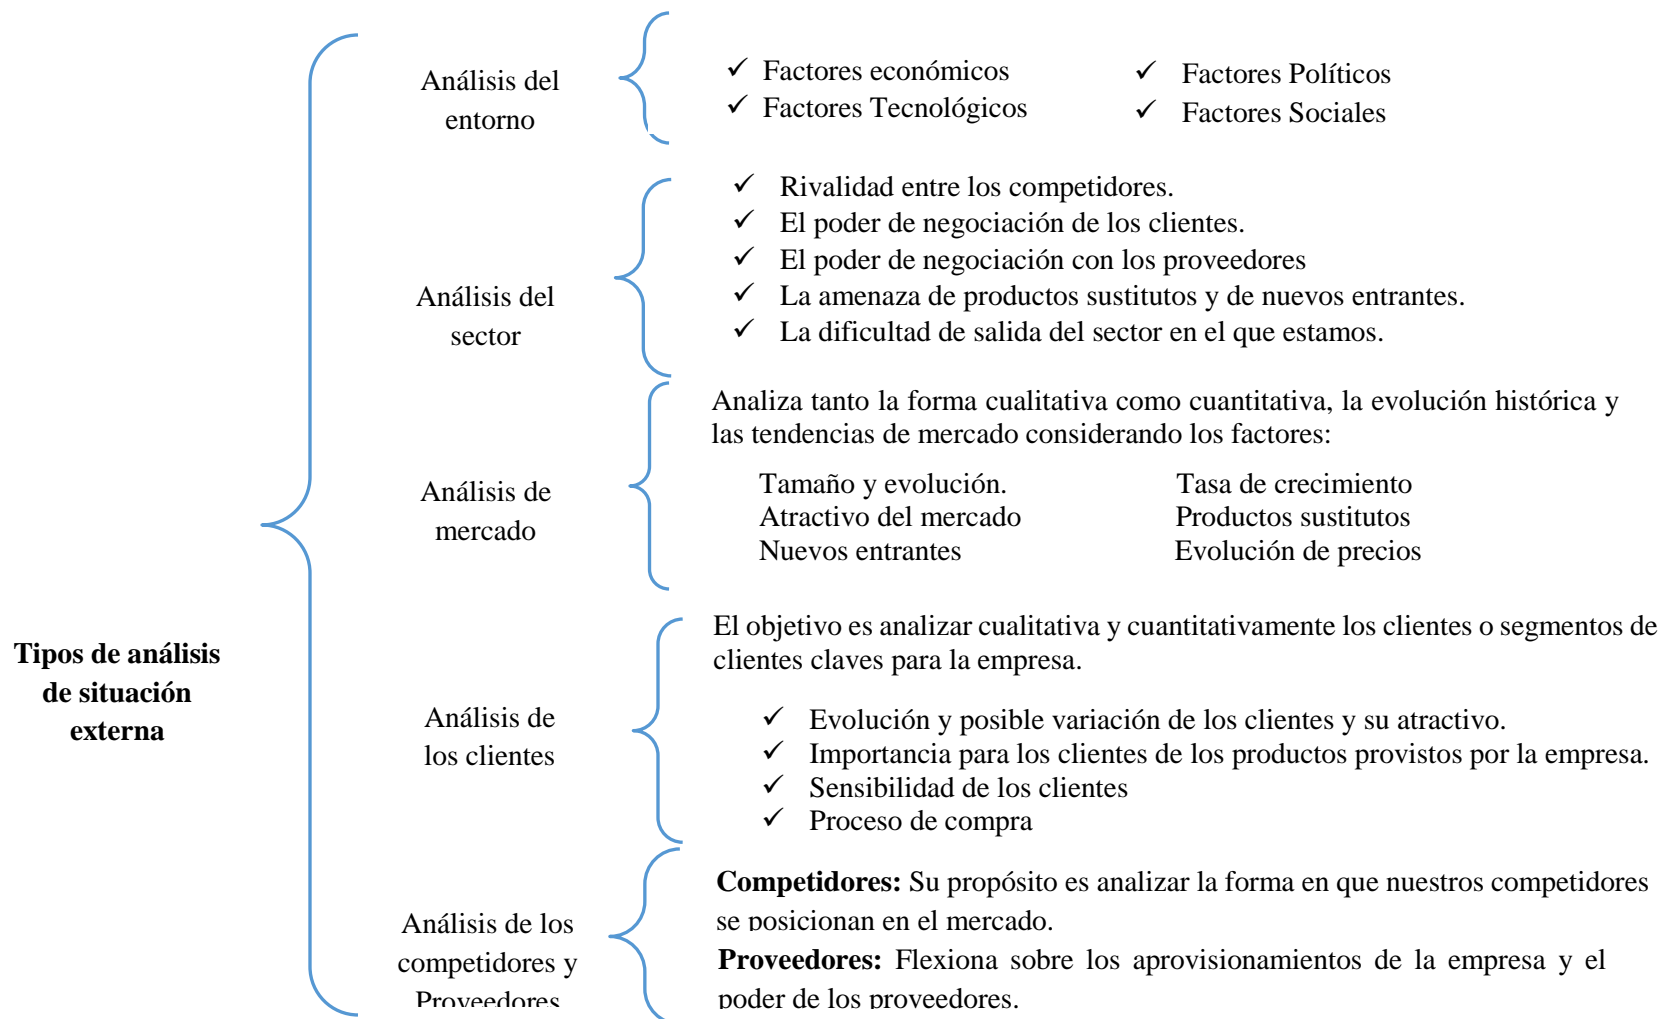 Tipos de análisis
de situación
externa
Análisis del
entorno
✓ Factores económicos
✓ Factores Tecnológicos
✓ Factores Políticos
✓ Factores Sociales
Análisis del
sector
✓ Rivalidad entre los competidores.
✓ El poder de negociación de los clientes.
✓ El poder de negociación con los proveedores
✓ La amenaza de productos sustitutos y de nuevos entrantes.
✓ La dificultad de salida del sector en el que estamos.
Análisis de
mercado
Analiza tanto la forma cualitativa como cuantitativa, la evolución histórica y
las tendencias de mercado considerando los factores:
Tamaño y evolución.
Atractivo del mercado
Nuevos entrantes
Tasa de crecimiento
Productos sustitutos
Evolución de precios
Análisis de
los clientes
El objetivo es analizar cualitativa y cuantitativamente los clientes o segmentos de
clientes claves para la empresa.
✓ Evolución y posible variación de los clientes y su atractivo.
✓ Importancia para los clientes de los productos provistos por la empresa.
✓ Sensibilidad de los clientes
✓ Proceso de compra
Análisis de los
competidores y
Proveedores
Competidores: Su propósito es analizar la forma en que nuestros competidores
se posicionan en el mercado.
Proveedores: Flexiona sobre los aprovisionamientos de la empresa y el
poder de los proveedores.